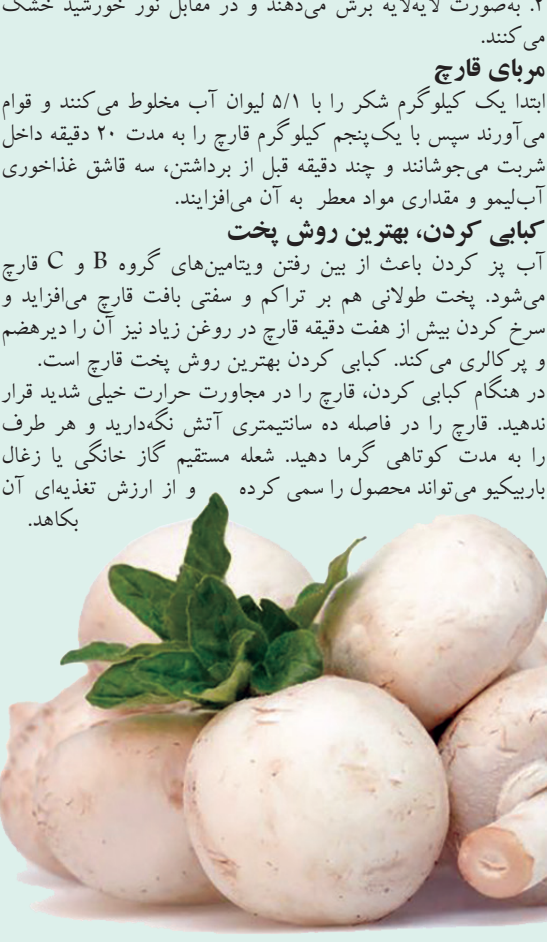 ۲. به‌صورت لایه‌لایه برش می‌دهند و در مقابل نور خورشید خشک
می‌کنند.
مربای قارچ
ابتدا یک کیلوگرم شکر را با ۵/۱ لیوان آب مخلوط می‌کنند و قوام
می‌آورند سپس با یک‌پنجم کیلوگرم قارچ را به مدت ۲۰ دقیقه داخل
شربت می‌جوشانند و چند دقیقه قبل از برداشتن، سه قاشق غذاخوری
آب‌لیمو و مقداری مواد معطر به آن می‌افزایند.
کبابی کردن، بهترین روش پخت
آب پز کردن باعث از بین رفتن ویتامین‌های گروه B و C قارچ
می‌شود. پخت طولانی هم بر تراکم و سفتی بافت قارچ می‌افزاید و
سرخ کردن بیش از هفت دقیقه قارچ در روغن زیاد نیز آن را دیرهضم
و پر کالری می‌کند. کبابی کردن بهترین روش پخت قارچ است.
در هنگام کبابی کردن، قارچ را در مجاورت حرارت خیلی شدید قرار
ندهید. قارچ را در فاصله ده سانتیمتری آتش نگه‌دارید و هر طرف
را به مدت کوتاهی گرما دهید. شعله مستقیم گاز خانگی یا زغال
باربیکیو می‌تواند محصول را سمی کرده و از ارزش تغذیه‌ای آن
بکاهد.